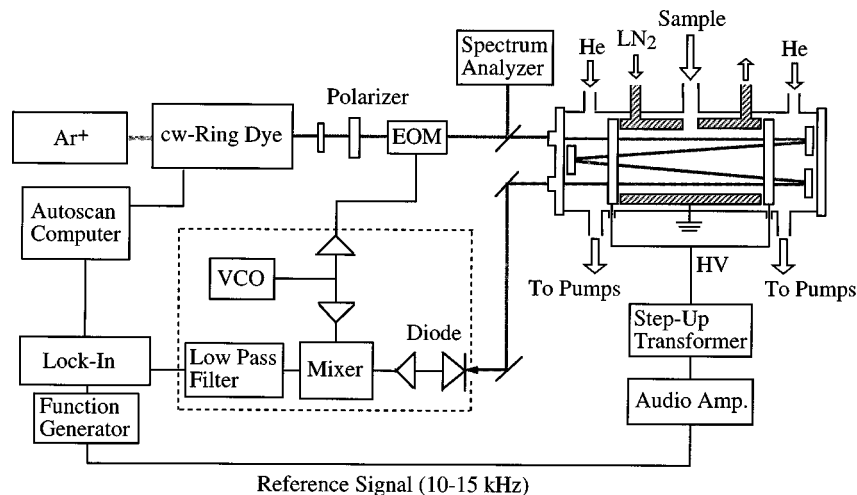 Sample
He
LN2
He
Spectrum
Analyzer
Polarizer
Ar+
cw-Ring Dye
EOM
Autoscan
Computer
VCO
HV
To Pumps
To Pumps
Diode
Step-Up
Transformer
Lock-In
Low Pass
Filter
Mixer
Function
Generator
Audio Amp.
Reference Signal (10-15 kHz)